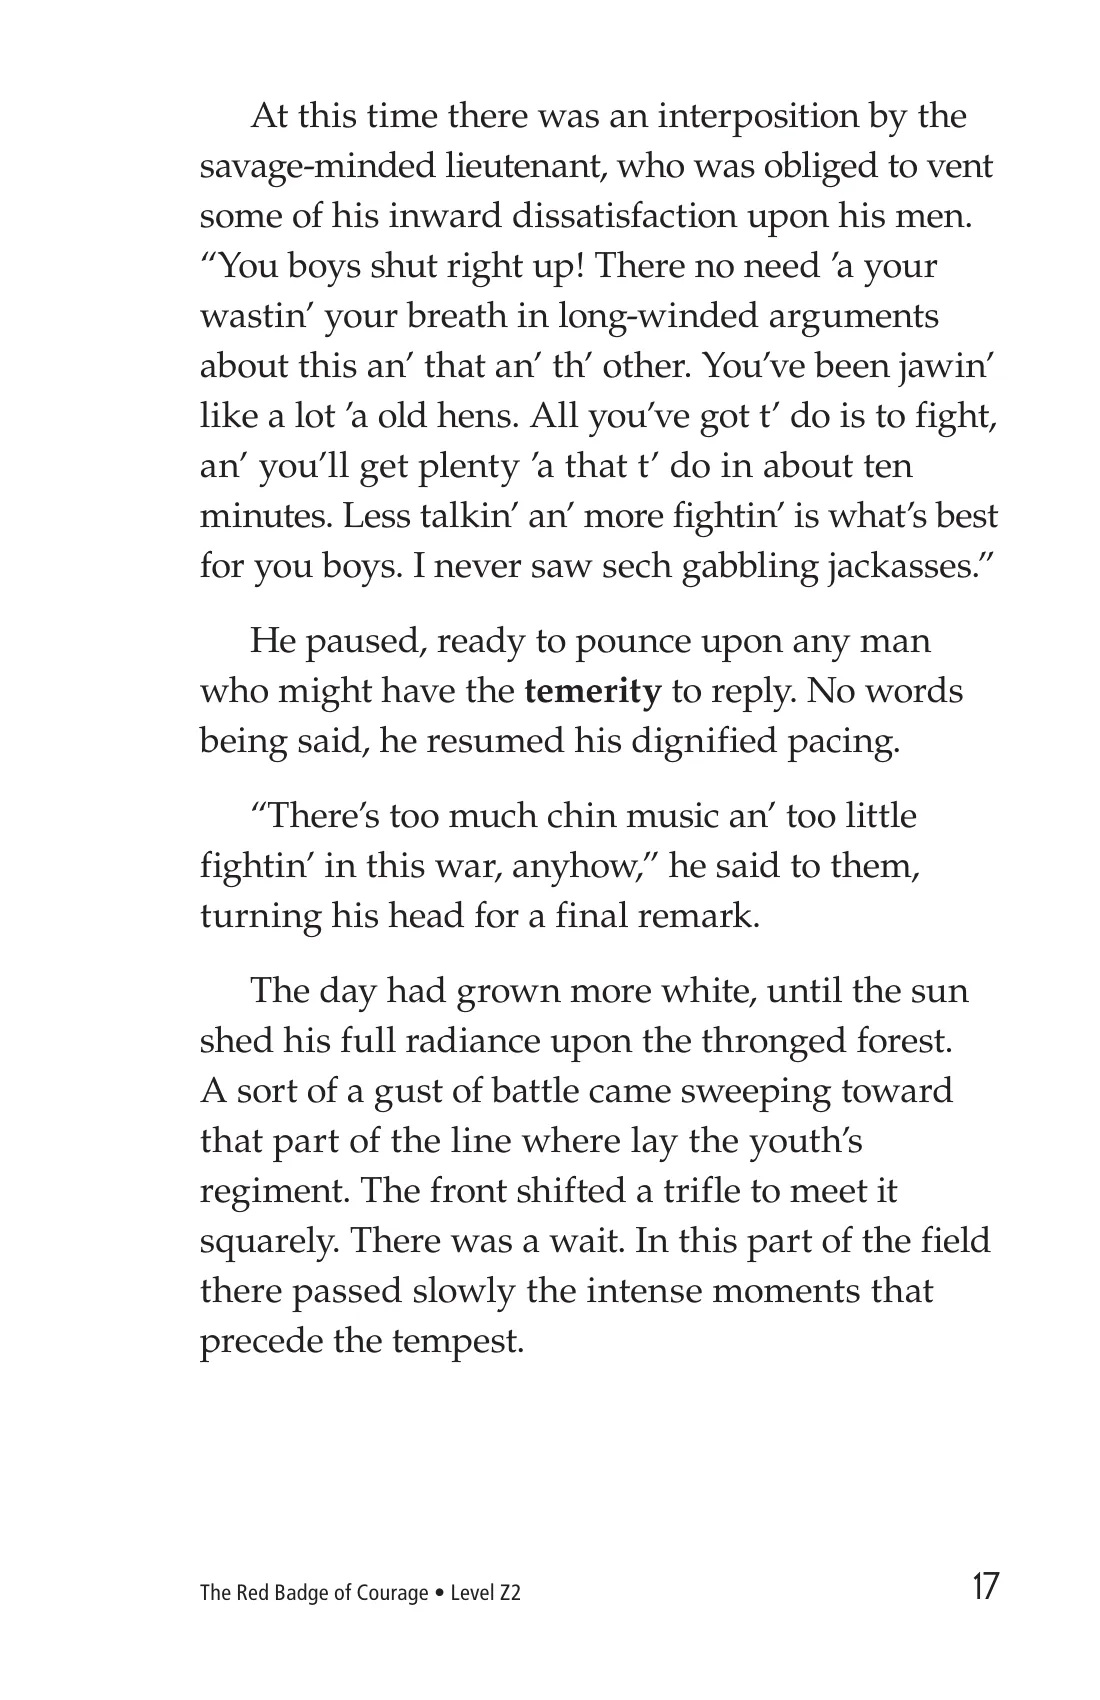 At this time there was an interposition by the
savage-minded lieutenant, who was obliged to vent
some of his inward dissatisfaction upon his men.
“You boys shut right up! There no need ’a your
wastin’ your breath in long-winded arguments
about this an’ that an’ th’ other. You’ve been jawin’
like a lot ’a old hens. All you’ve got t’ do is to fight,
an’ you’ll get plenty ’a that t’ do in about ten
minutes. Less talkin’ an’ more fightin’ is what’s best
for you boys. I never saw sech gabbling jackasses.”
He paused, ready to pounce upon any man
who might have the temerity to reply. No words
being said, he resumed his dignified pacing.
“There’s too much chin music an’ too little
fightin’ in this war, anyhow,” he said to them,
turning his head for a final remark.
The day had grown more white, until the sun
shed his full radiance upon the thronged forest.
A sort of a gust of battle came sweeping toward
that part of the line where lay the youth’s
regiment. The front shifted a trifle to meet it
squarely. There was a wait. In this part of the field
there passed slowly the intense moments that
precede the tempest.
The Red Badge of Courage • Level Z2
17